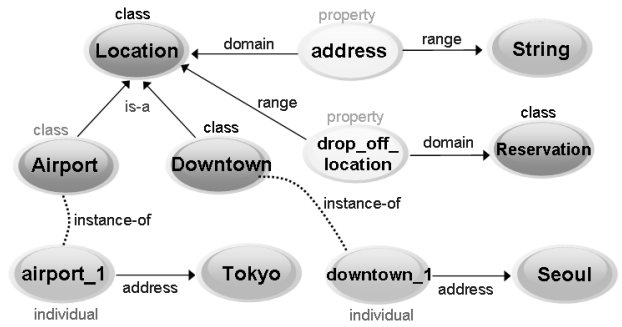 class
property
Location
domain
address
range
String
is-a
range
property
class
class
class
Airport
Downtown
drop_off_
location
domain
Reservation
instance-of
instance-of
airport_1
address
Tokyo
downtown_1
address
Seoul
individual
individual